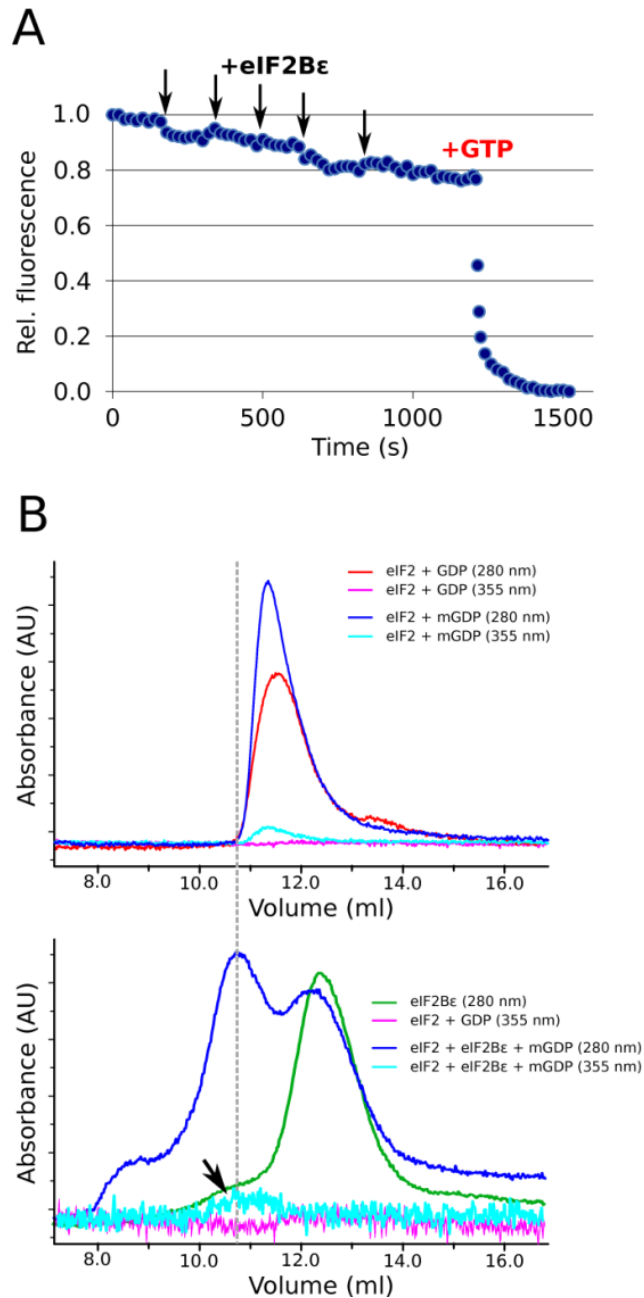 A
+eIF2Bε
+GTP
Rel. fluorescence
1.0
0.8
0.6
0.4
0.2
0.0
0
500
1000
1500
Time (s)
B
Absorbance (AU)
eIF2 + GDP (280 nm)
eIF2 + GDP (355 nm)
eIF2 + mGDP (280 nm)
eIF2 + mGDP (355 nm)
8.0
10.0
12.0
14.0
16.0
Volume (ml)
Absorbance (AU)
eIF2Bε (280 nm)
eIF2 + GDP (355 nm)
eIF2 + eIF2Bε + mGDP (280 nm)
eIF2 + eIF2Bε + mGDP (355 nm)
8.0
10.0
12.0
14.0
16.0
Volume (ml)